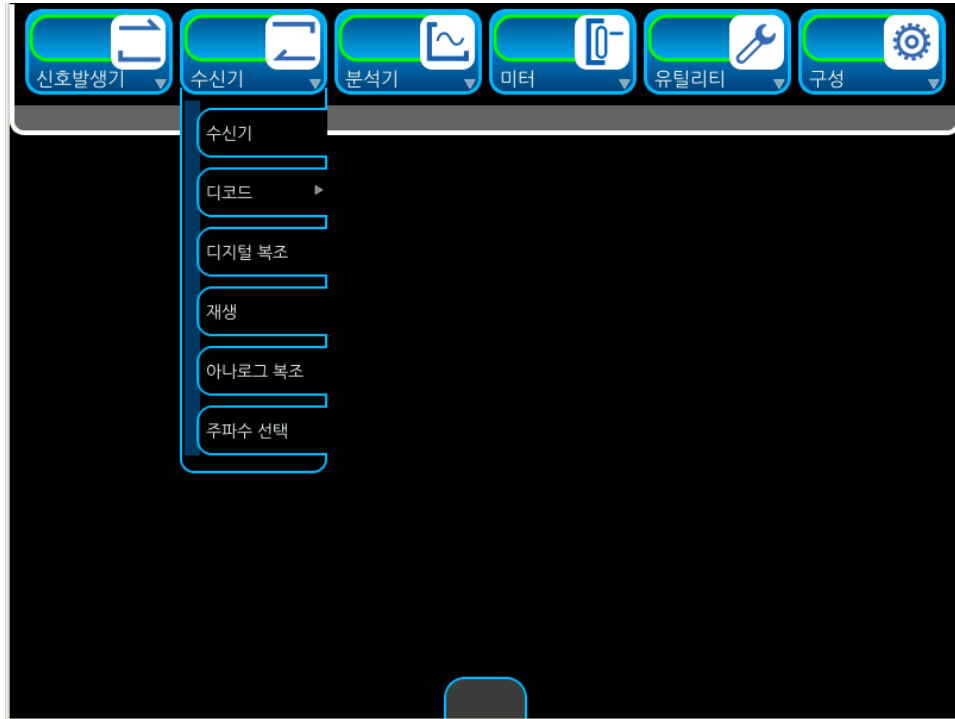 신호발생기
수신기
분석기
미터
유틸리티
구성
수신기
디코드
디지털 복조
재생
아나로그 복조
주파수 선택